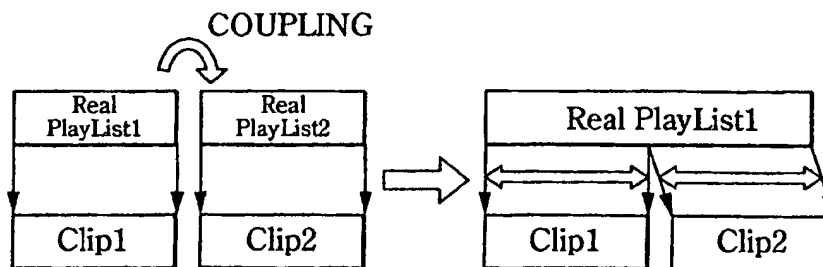 COUPLING
Real
PlayList1
Real
PlayList2
Real PlayList1
Clip1
Clip2
Clip1
Clip2